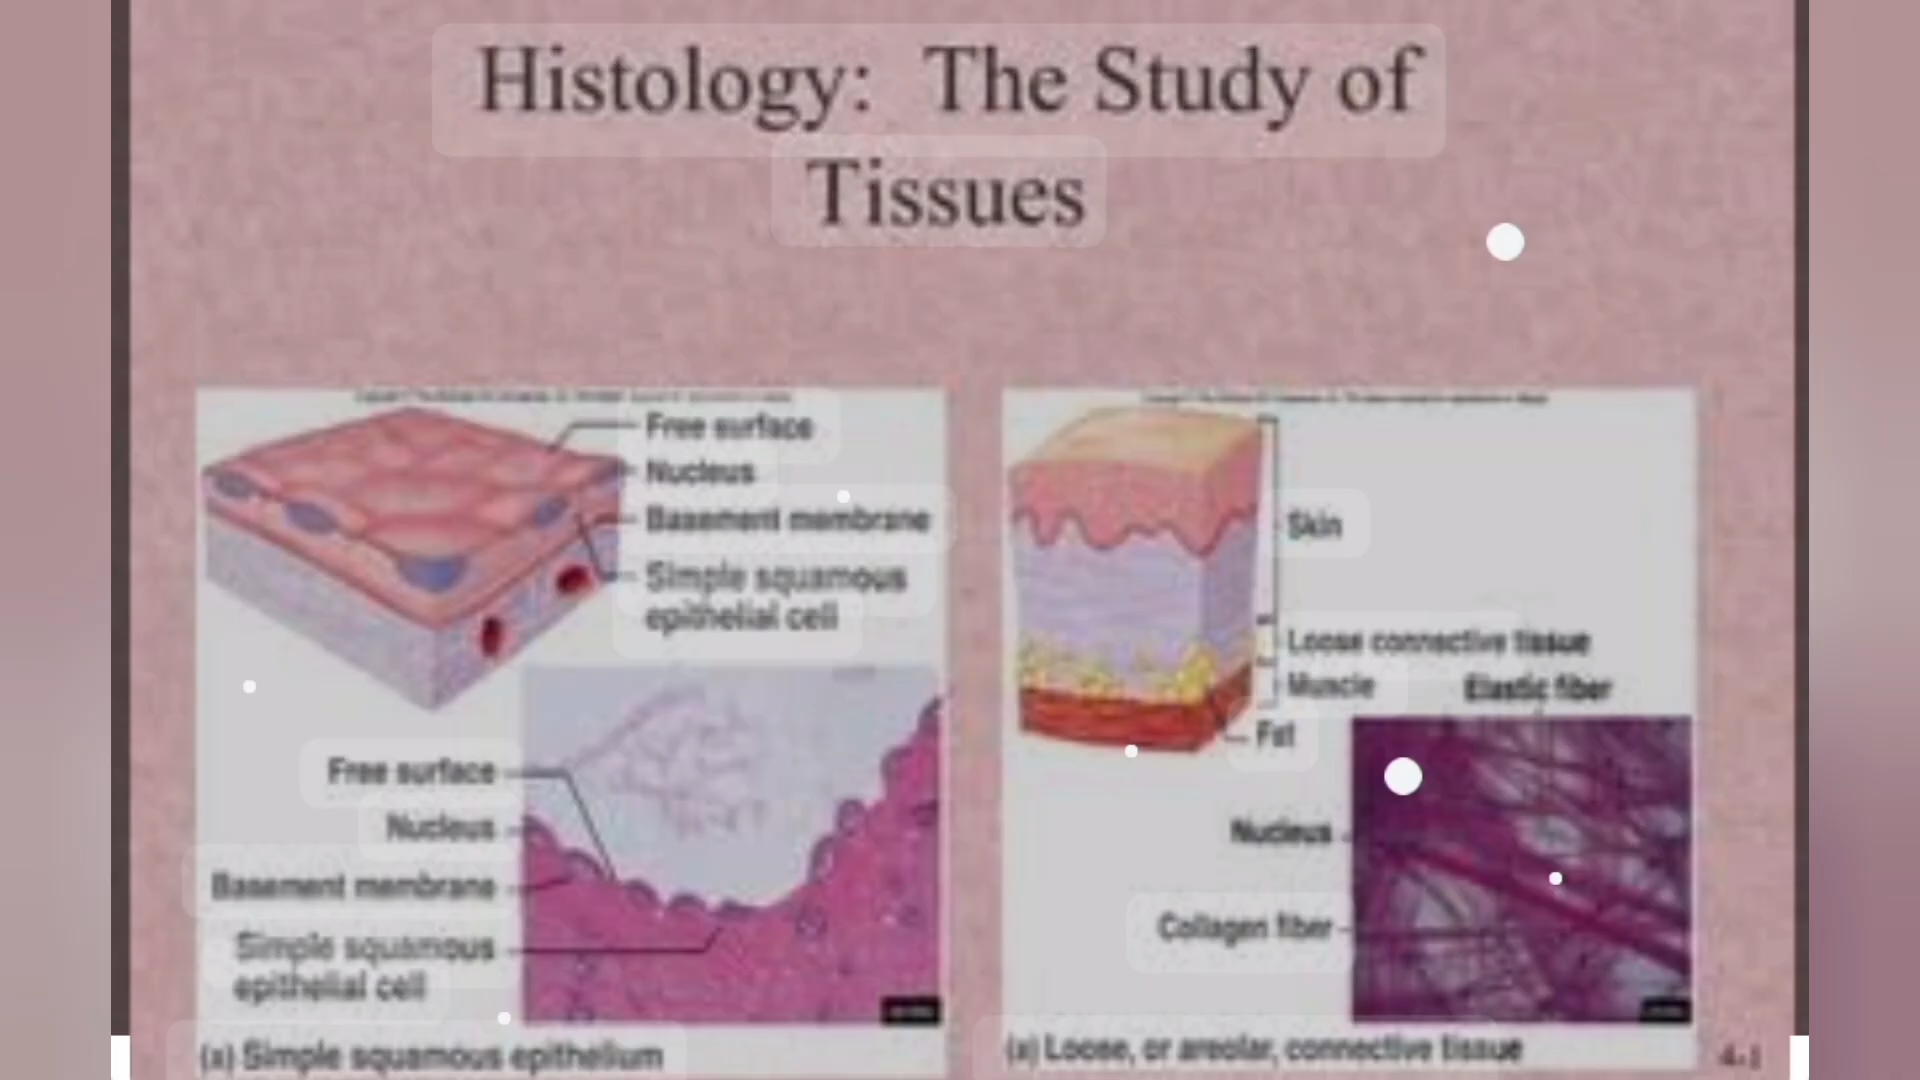 Histology: The Study of
Tissues
Free surface
Nucleus
Basement membrane
Simple squamous
epithelial cell
Free surface
Nucleus
Basement membrane
Simple squamous
epithelial cell
(a) Simple squamous epithelium
Skin
Loose connective tissue
Muscle
Elastic fiber
Fat
Nucleus
Collagen fiber
(a) Loose, or areolar, connective tissue
4-1